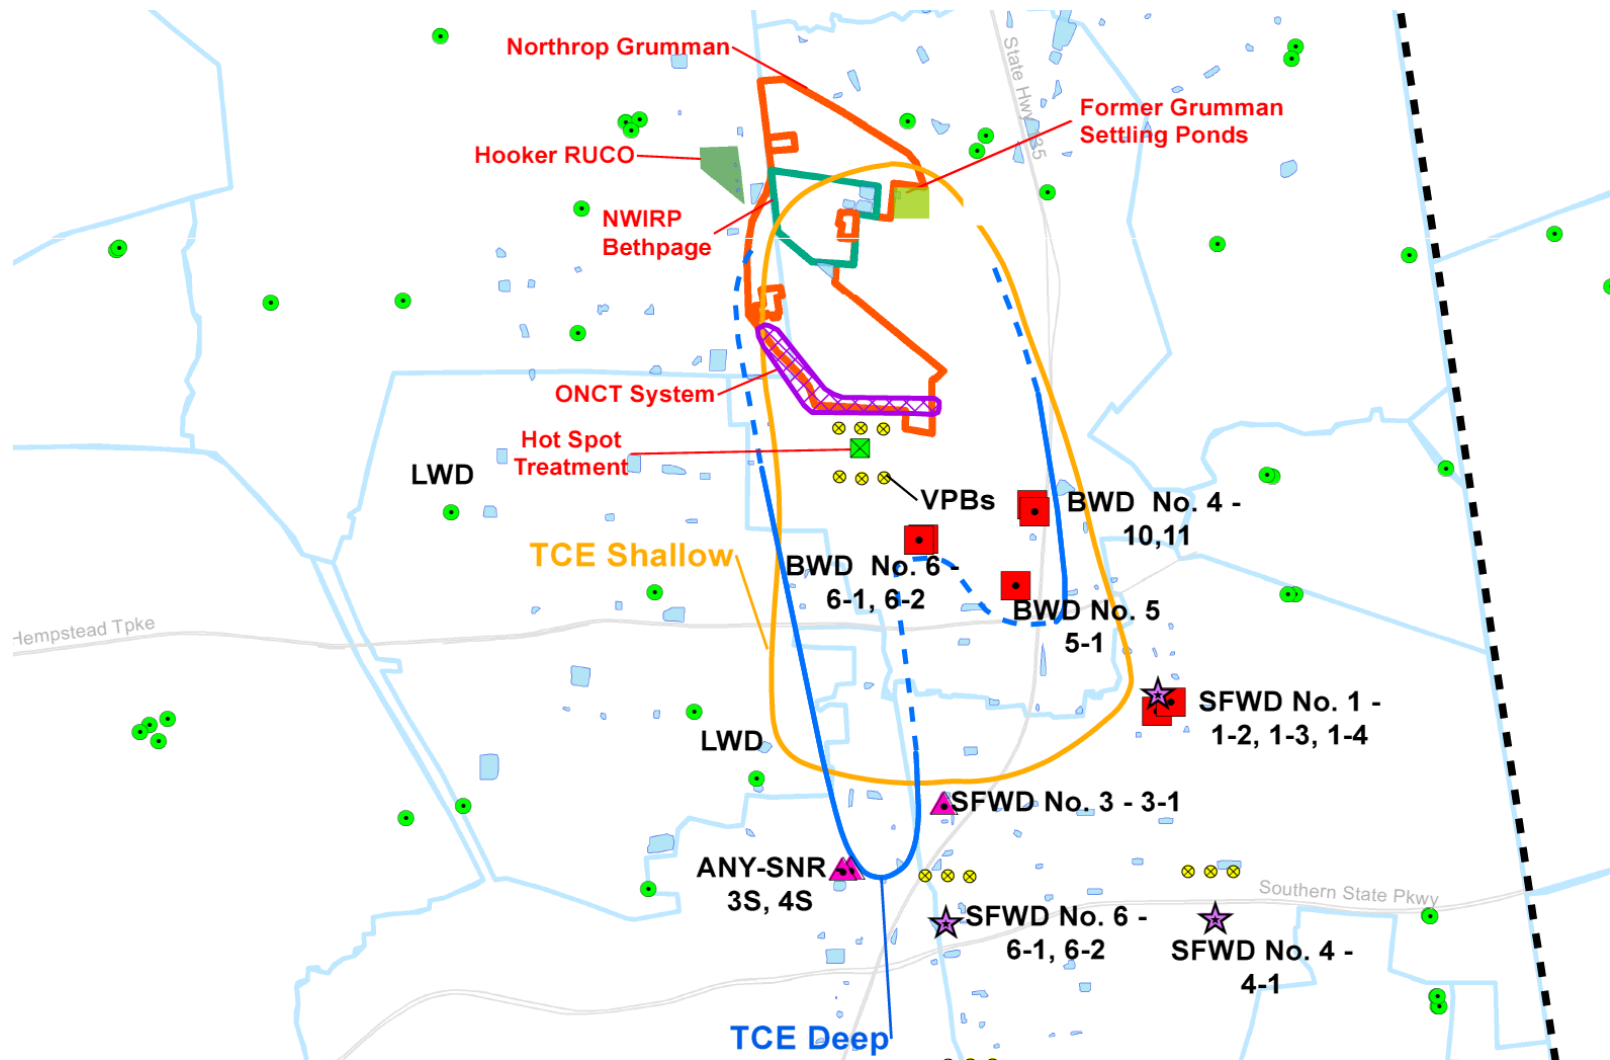 Northrop Grumman
State Hwy 135
Former Grumman
Settling Ponds
Hooker RUCO
NWIRP
Bethpage
ONCT System
Hot Spot
Treatment
LWD
VPBs
BWD No. 4 -
10,11
TCE Shallow
BWD No. 6 -
6-1, 6-2
BWD No. 5
5-1
Hempstead Tpke
SFWD No. 1 -
1-2, 1-3, 1-4
LWD
SFWD No. 3 - 3-1
ANY-SNR
3S, 4S
Southern State Pkwy
SFWD No. 6 -
6-1, 6-2
SFWD No. 4 -
4-1
TCE Deep